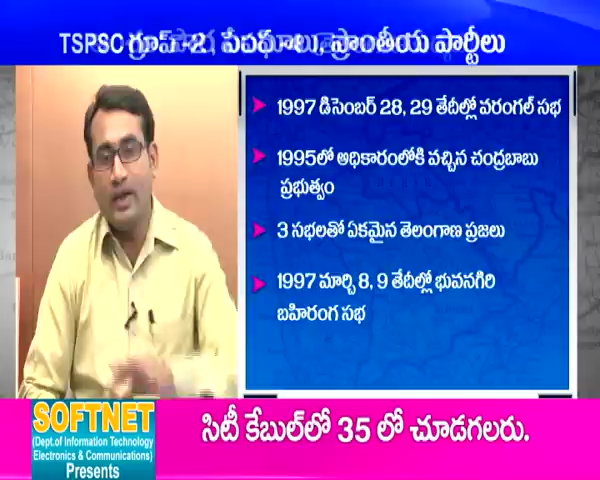 TSPSC గ్రూప్ -2, పేపర్ ప్రాంతీయ పార్టీలు
1997 డిసెంబర్ 28, 29 తేదీల్లో వరంగల్ సభ
1995లో అధికారంలోకి వచ్చిన చంద్రబాబు
ప్రభుత్వం
3 సభలతో ఏకమైన తెలంగాణ ప్రజలు
1997 మార్చి 8, 9 తేదీల్లో భువనగిరి
బహిరంగ సభ
SOFTNET
(Dept.of Information Technology
Electronics & Communications)
Presents
సిటీ కేబుల్‌లో 35 లో చూడగలరు.